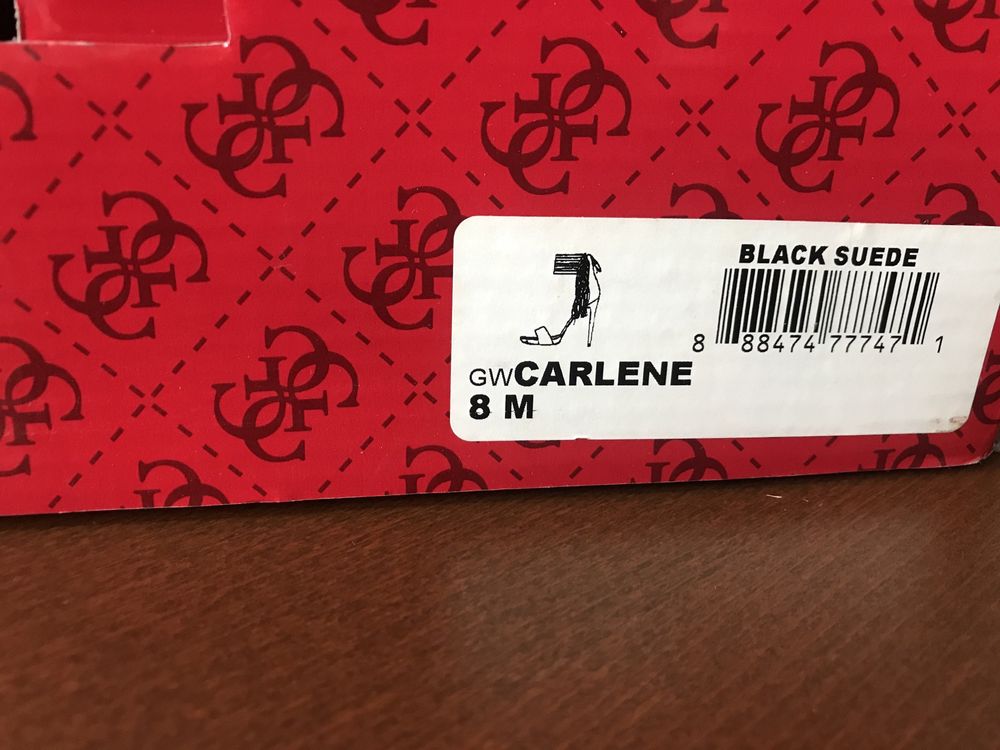 BLACK SUEDE
8 88474 77747 1
GWCARLENE
8 M